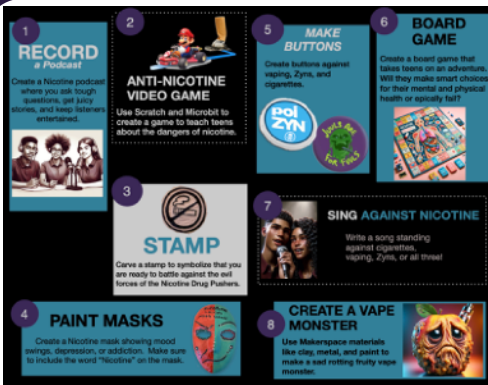 1
RECORD
a Podcast
Create a Nicotine podcast
where you ask tough
questions, get juicy
stories, and keep listeners
entertained.
2
ANTI-NICOTINE
VIDEO GAME
Use Scratch and Microbit to
create a game to teach teens
about the dangers of nicotine.
3
STAMP
Carve a stamp to symbolize that you
are ready to battle against the evil
forces of the Nicotine Drug Pushers.
4
PAINT MASKS
Create a Nicotine mask showing mood
swings, depression, or addiction. Make sure
to include the word "Nicotine" on the mask.
5
MAKE
BUTTONS
Create buttons against
vaping, Zyns, and
cigarettes.
poi
ZYN
JUULS ARE
FOR FOOLS
6
BOARD
GAME
Create a board game that
takes teens on an adventure.
Will they make smart choices
for their mental and physical
health or epically fail?
7
SING AGAINST NICOTINE
Write a song standing
against cigarettes,
vaping, Zyns, or all three!
8
CREATE A VAPE
MONSTER
Use Makerspace materials
like clay, metal, and paint to
make a sad rotting fruity vape
monster.